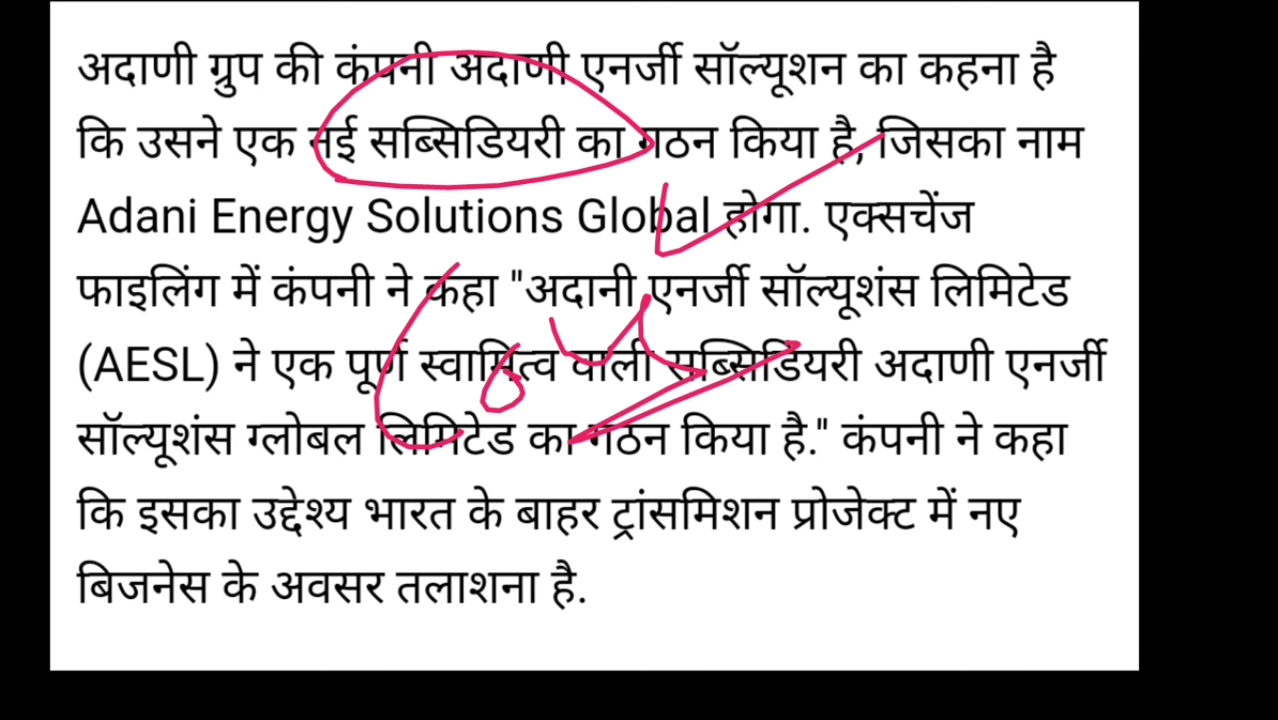 अदाणी ग्रुप की कंपनी अदाणी एनर्जी सॉल्यूशन का कहना है
कि उसने एक नई सब्सिडियरी का गठन किया है, जिसका नाम
Adani Energy Solutions Global होगा. एक्सचेंज
फाइलिंग में कंपनी ने कहा "अदानी एनर्जी सॉल्यूशंस लिमिटेड
(AESL) ने एक पूर्ण स्वामित्व वाली सब्सिडियरी अदाणी एनर्जी
सॉल्यूशंस ग्लोबल लिमिटेड का गठन किया है." कंपनी ने कहा
कि इसका उद्देश्य भारत के बाहर ट्रांसमिशन प्रोजेक्ट में नए
बिजनेस के अवसर तलाशना है.